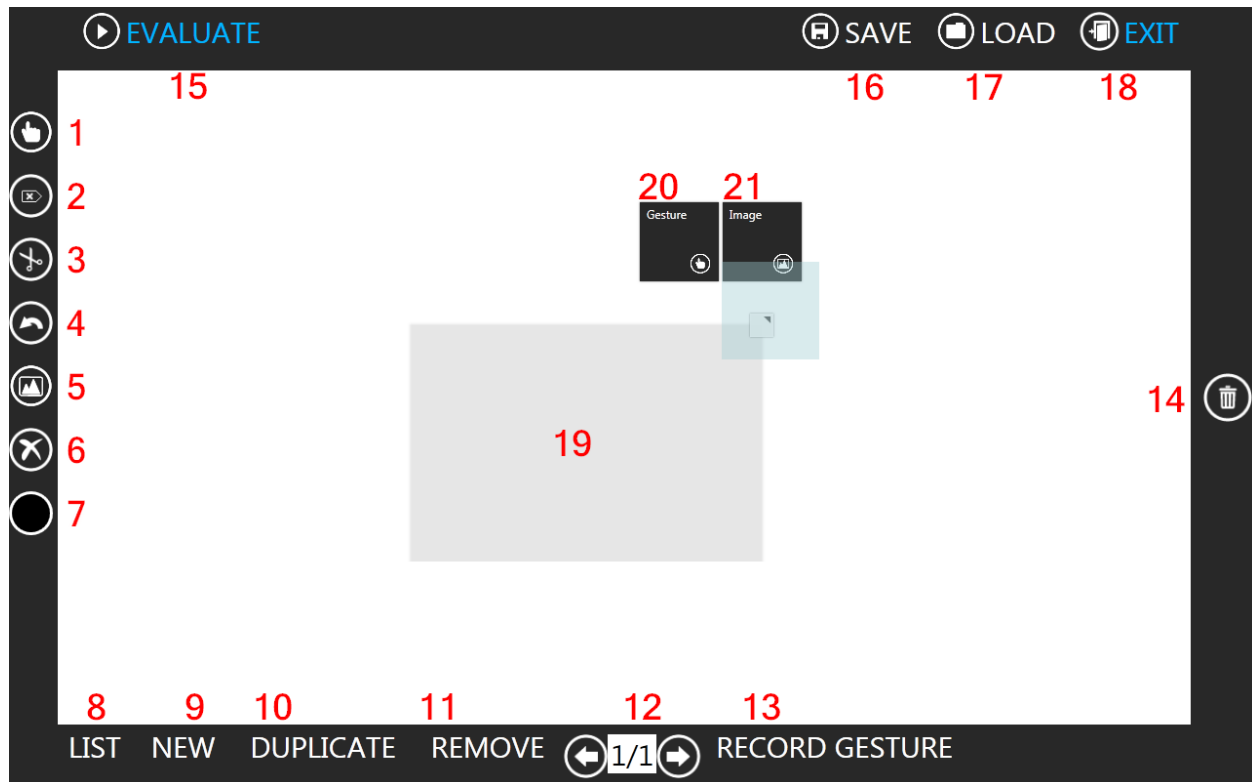 EVALUATE SAVE LOAD EXIT
15 16 17 18
1
2
20 21
Gesture Image
3
4
5
14
19
6
7
8 9 10 11 12 13
LIST NEW DUPLICATE REMOVE 1/1 RECORD GESTURE